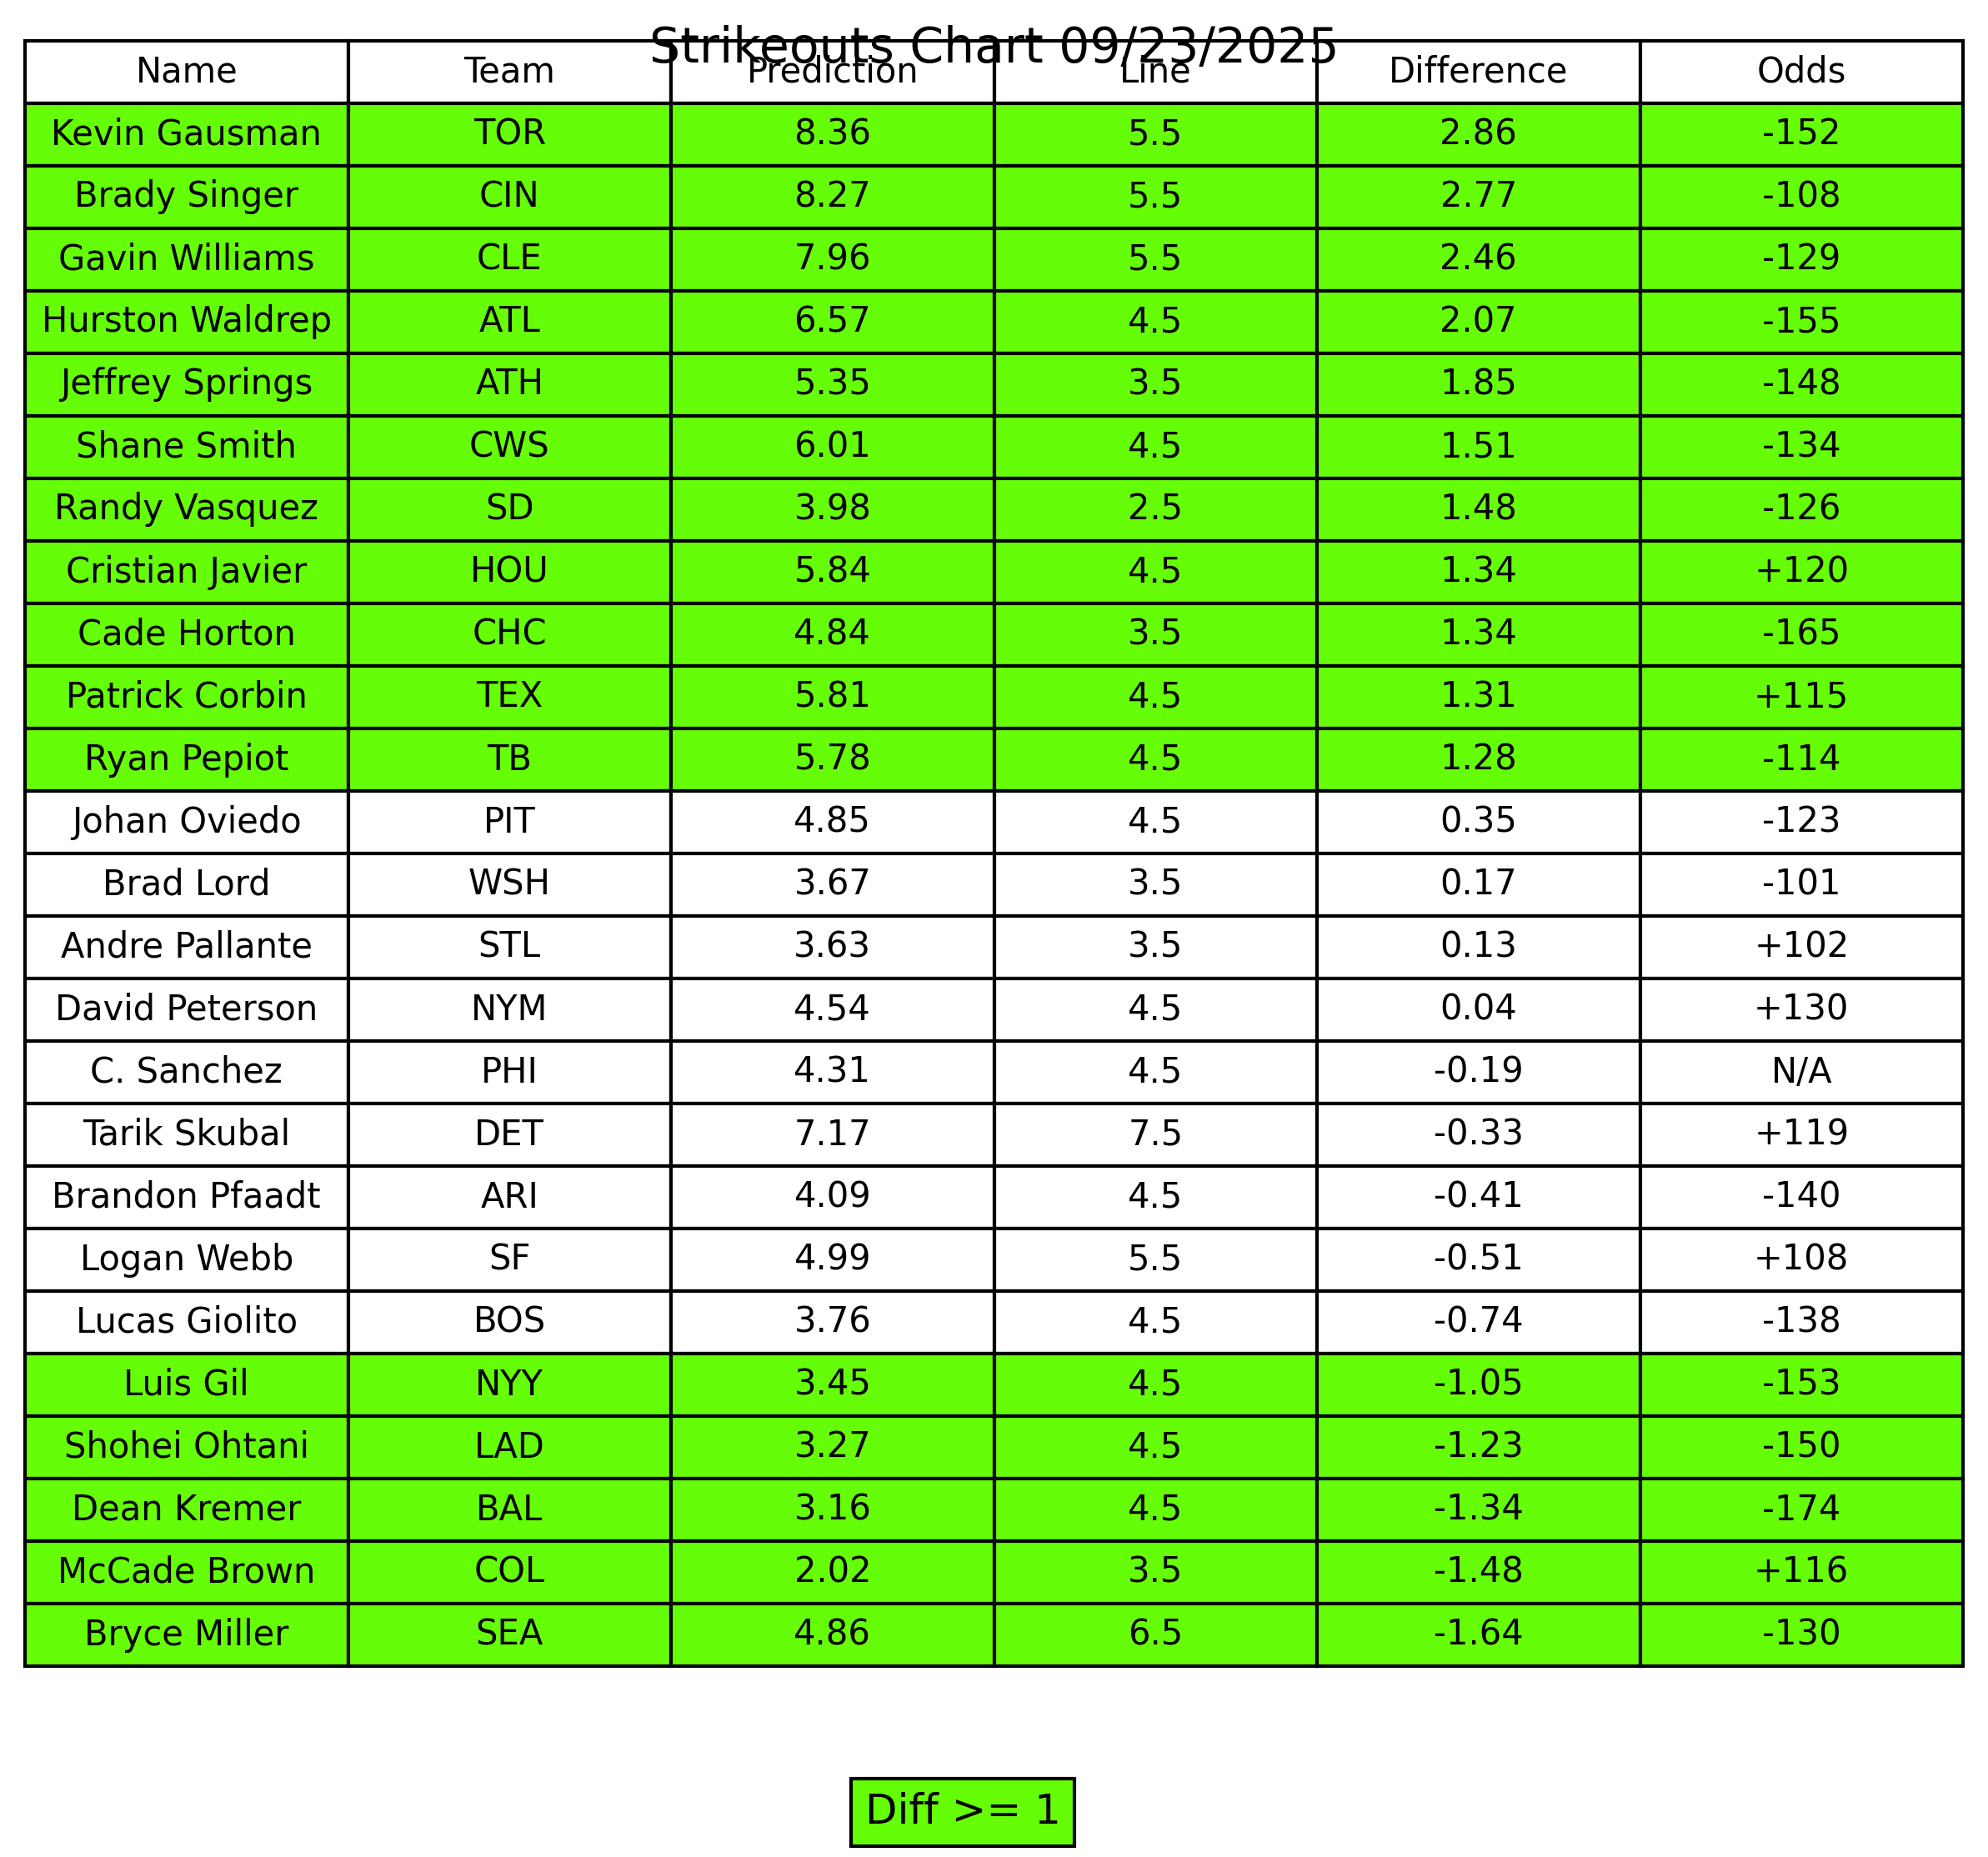 Strikeouts Chart 09/23/2025
Name Team Prediction Line Difference Odds
Kevin Gausman TOR 8.36 5.5 2.86 -152
Brady Singer CIN 8.27 5.5 2.77 -108
Gavin Williams CLE 7.96 5.5 2.46 -129
Hurston Waldrep ATL 6.57 4.5 2.07 -155
Jeffrey Springs ATH 5.35 3.5 1.85 -148
Shane Smith CWS 6.01 4.5 1.51 -134
Randy Vasquez SD 3.98 2.5 1.48 -126
Cristian Javier HOU 5.84 4.5 1.34 +120
Cade Horton CHC 4.84 3.5 1.34 -165
Patrick Corbin TEX 5.81 4.5 1.31 +115
Ryan Pepiot TB 5.78 4.5 1.28 -114
Johan Oviedo PIT 4.85 4.5 0.35 -123
Brad Lord WSH 3.67 3.5 0.17 -101
Andre Pallante STL 3.63 3.5 0.13 +102
David Peterson NYM 4.54 4.5 0.04 +130
C. Sanchez PHI 4.31 4.5 -0.19 N/A
Tarik Skubal DET 7.17 7.5 -0.33 +119
Brandon Pfaadt ARI 4.09 4.5 -0.41 -140
Logan Webb SF 4.99 5.5 -0.51 +108
Lucas Giolito BOS 3.76 4.5 -0.74 -138
Luis Gil NYY 3.45 4.5 -1.05 -153
Shohei Ohtani LAD 3.27 4.5 -1.23 -150
Dean Kremer BAL 3.16 4.5 -1.34 -174
McCade Brown COL 2.02 3.5 -1.48 +116
Bryce Miller SEA 4.86 6.5 -1.64 -130
Diff >= 1